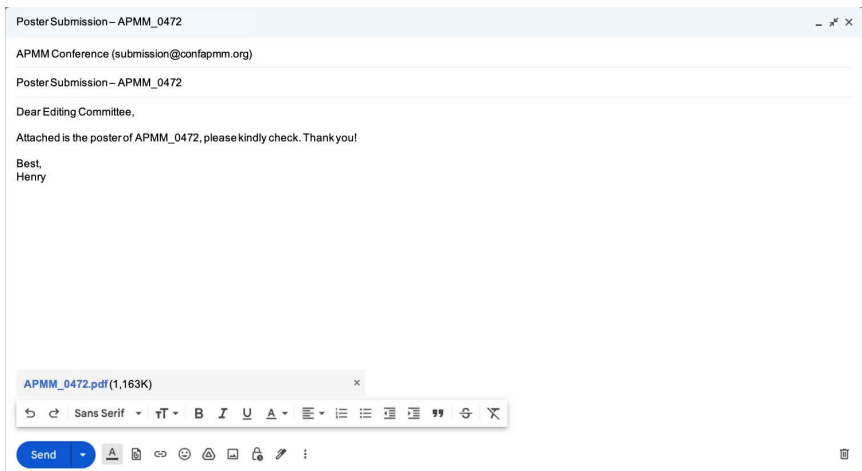 Poster Submission – APMM_0472
APMM Conference (submission@confapmm.org)
Poster Submission – APMM_0472
Dear Editing Committee,
Attached is the poster of APMM_0472, please kindly check. Thank you!
Best,
Henry
APMM_0472.pdf (1,163K)
Sans Serif
B I U A
Send A